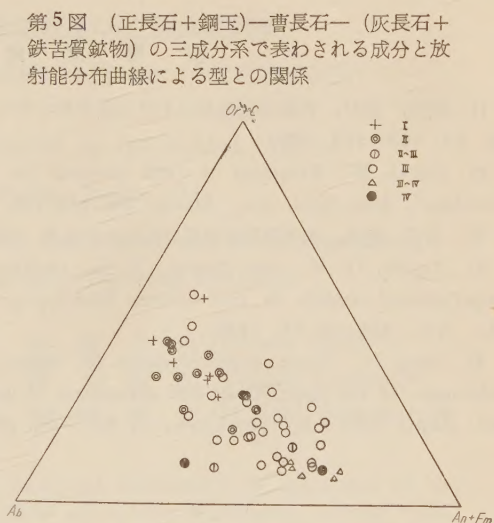 第5図 (正長石+鋼玉)—曹長石— (灰長石+
鉄苦質鉱物) の三成分系で表わされる成分と放
射能分布曲線による型との関係
Or+C
I
II
II~III
III
III~IV
IV
Ab
An+Fm